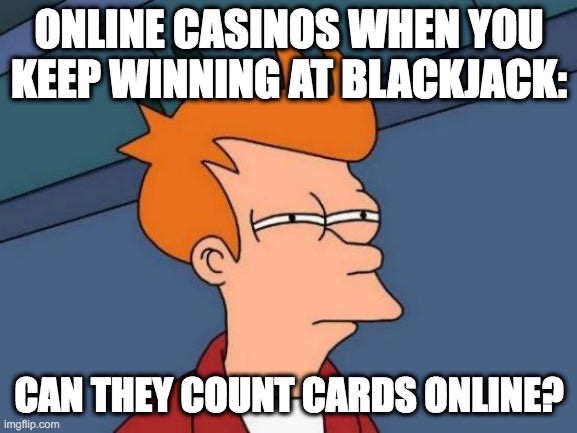 ONLINE CASINOS WHEN YOU
KEEP WINNING AT BLACKJACK:
CAN THEY COUNT CARDS ONLINE?
imgflip.com